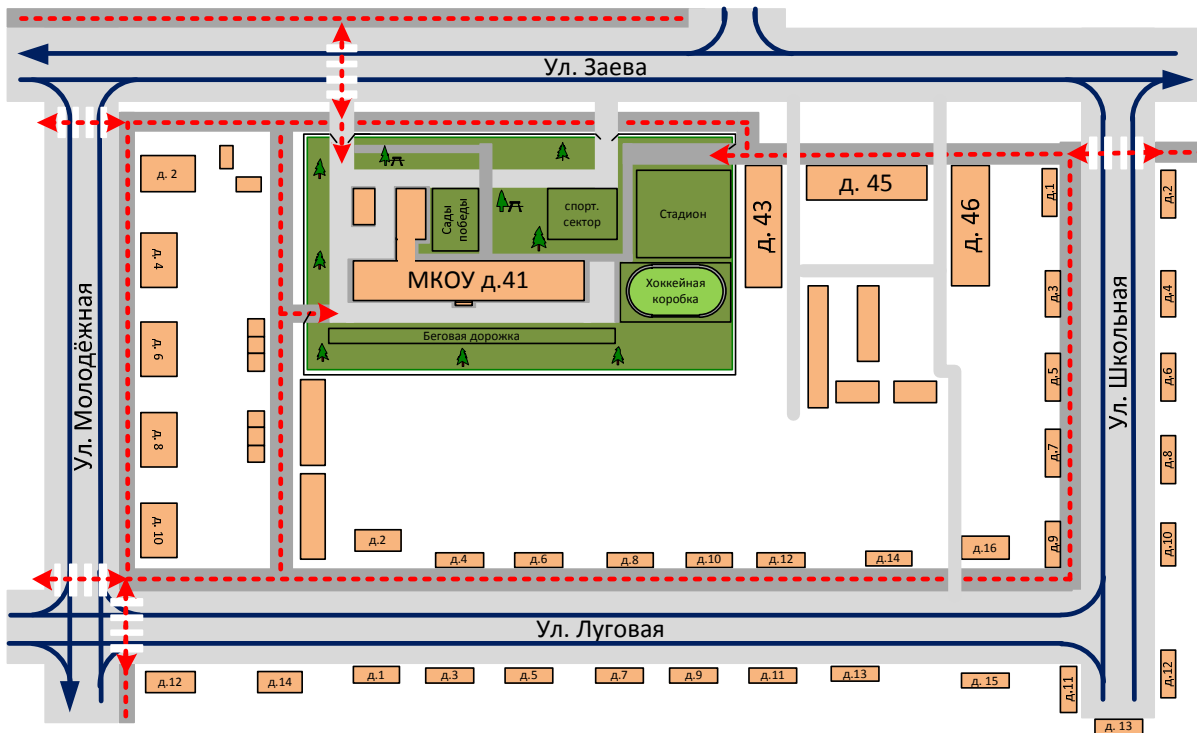 Ул. Заева
д. 2
д. 4
д. 6
д. 8
д. 10
Ул. Молодёжная
Сады
победы
спорт.
сектор
Стадион
МКОУ д.41
Хоккейная
коробка
Беговая дорожка
д. 43
д. 45
д. 46
д.1
д.3
д.5
д.7
д.9
Ул. Школьная
д.2
д.4
д.6
д.8
д.10
д.12
д.2
д.4
д.6
д.8
д.10
д.12
д.14
д.16
Ул. Луговая
д.12
д.14
д.1
д.3
д.5
д.7
д.9
д.11
д.13
д. 15
д.11
д. 13